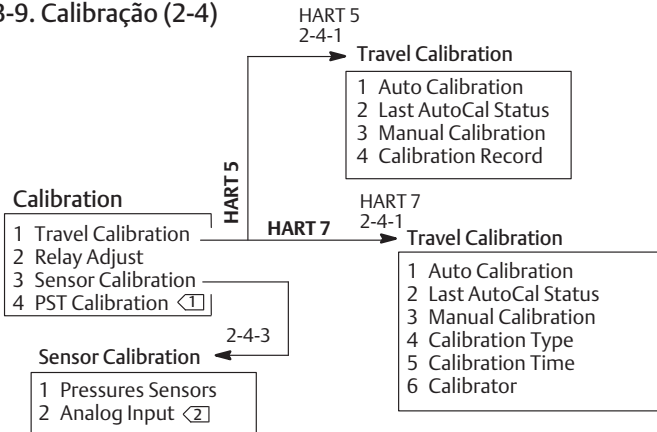 3-9. Calibração (2-4)
HART 5
2-4-1
Travel Calibration
1 Auto Calibration
2 Last AutoCal Status
3 Manual Calibration
4 Calibration Record
HART 5
Calibration
1 Travel Calibration
2 Relay Adjust
3 Sensor Calibration
4 PST Calibration 1
HART 7
HART 7
2-4-1
Travel Calibration
1 Auto Calibration
2 Last AutoCal Status
3 Manual Calibration
4 Calibration Type
5 Calibration Time
6 Calibrator
2-4-3
Sensor Calibration
1 Pressures Sensors
2 Analog Input 2